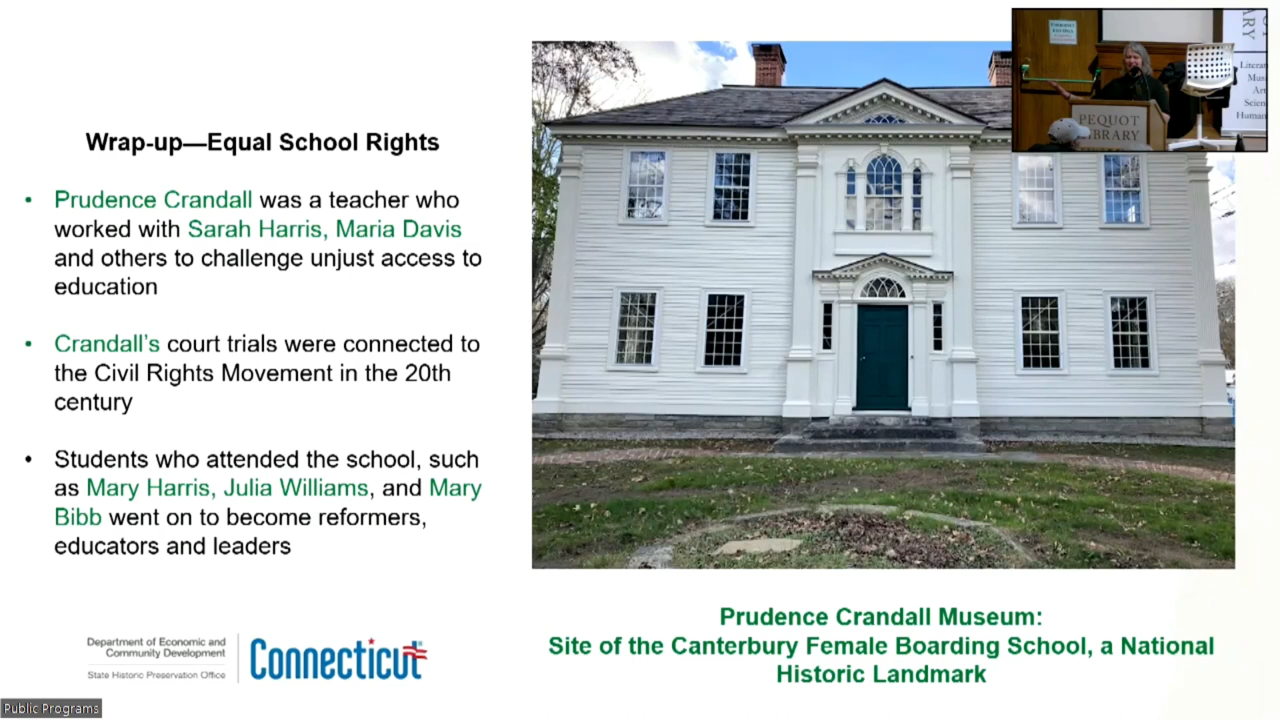 Wrap-up—Equal School Rights
• Prudence Crandall was a teacher who
worked with Sarah Harris, Maria Davis
and others to challenge unjust access to
education
• Crandall's court trials were connected to
the Civil Rights Movement in the 20th
century
• Students who attended the school, such
as Mary Harris, Julia Williams, and Mary
Bibb went on to become reformers,
educators and leaders
Department of Economic and
Community Development
State Historic Preservation Office
Connecticut
Prudence Crandall Museum:
Site of the Canterbury Female Boarding School, a National
Historic Landmark
PEQUOT
LIBRARY
Public Programs